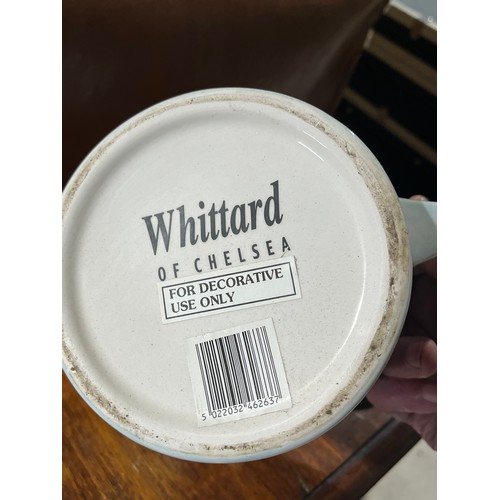 Whittard
OF CHELSEA
FOR DECORATIVE
USE ONLY
5 022032 462637